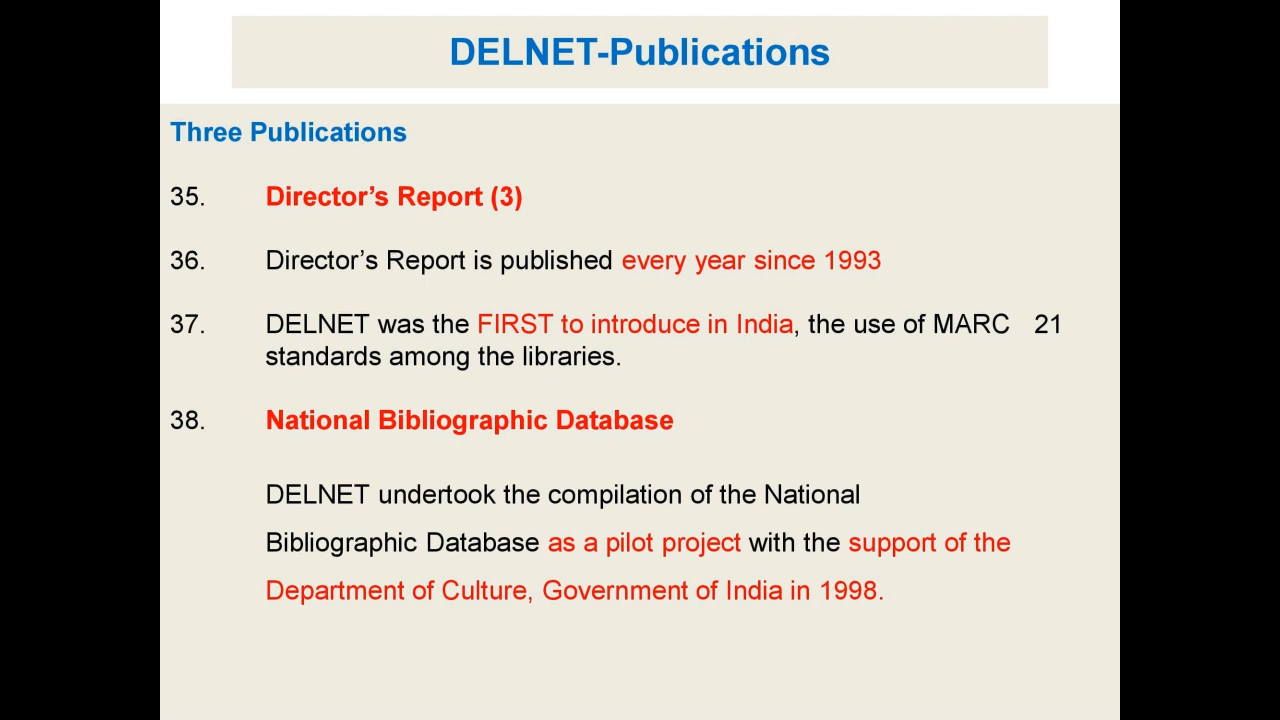 DELNET-Publications
Three Publications
35. Director’s Report (3)
36. Director’s Report is published every year since 1993
37. DELNET was the FIRST to introduce in India, the use of MARC 21
standards among the libraries.
38. National Bibliographic Database
DELNET undertook the compilation of the National
Bibliographic Database as a pilot project with the support of the
Department of Culture, Government of India in 1998.